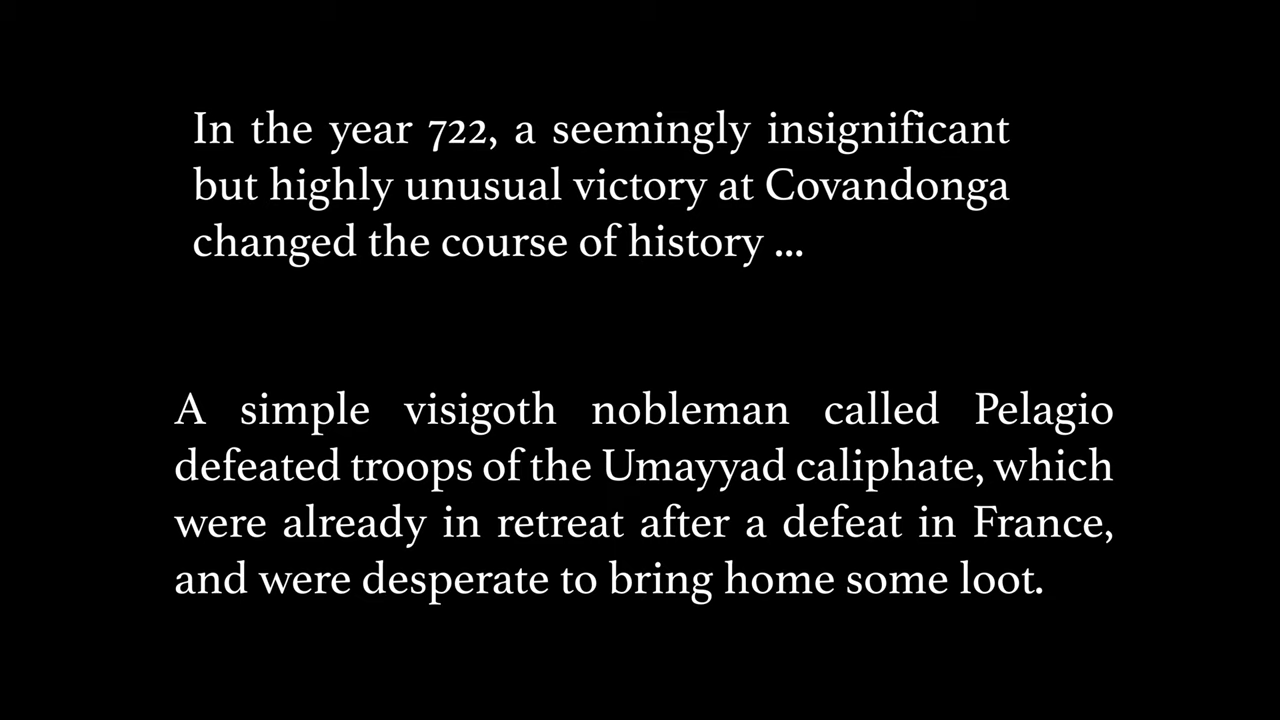 In the year 722, a seemingly insignificant
but highly unusual victory at Covandonga
changed the course of history ...
A simple visigoth nobleman called Pelagio
defeated troops of the Umayyad caliphate, which
were already in retreat after a defeat in France,
and were desperate to bring home some loot.